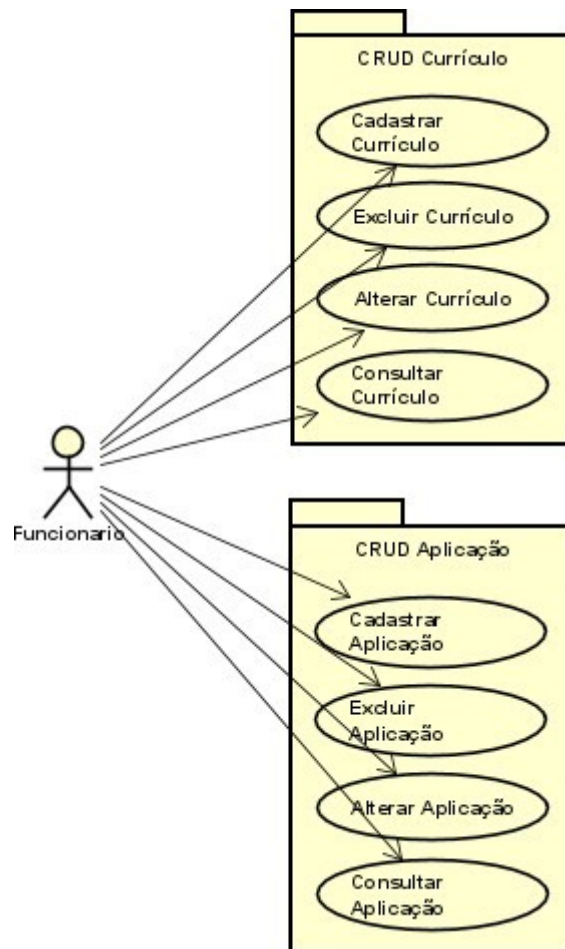 CRUD Currículo
Cadastrar
Currículo
Excluir Currículo
Alterar Currículo
Consultar
Currículo
Funcionario
CRUD Aplicação
Cadastrar
Aplicação
Excluir
Aplicação
Alterar Aplicação
Consultar
Aplicação